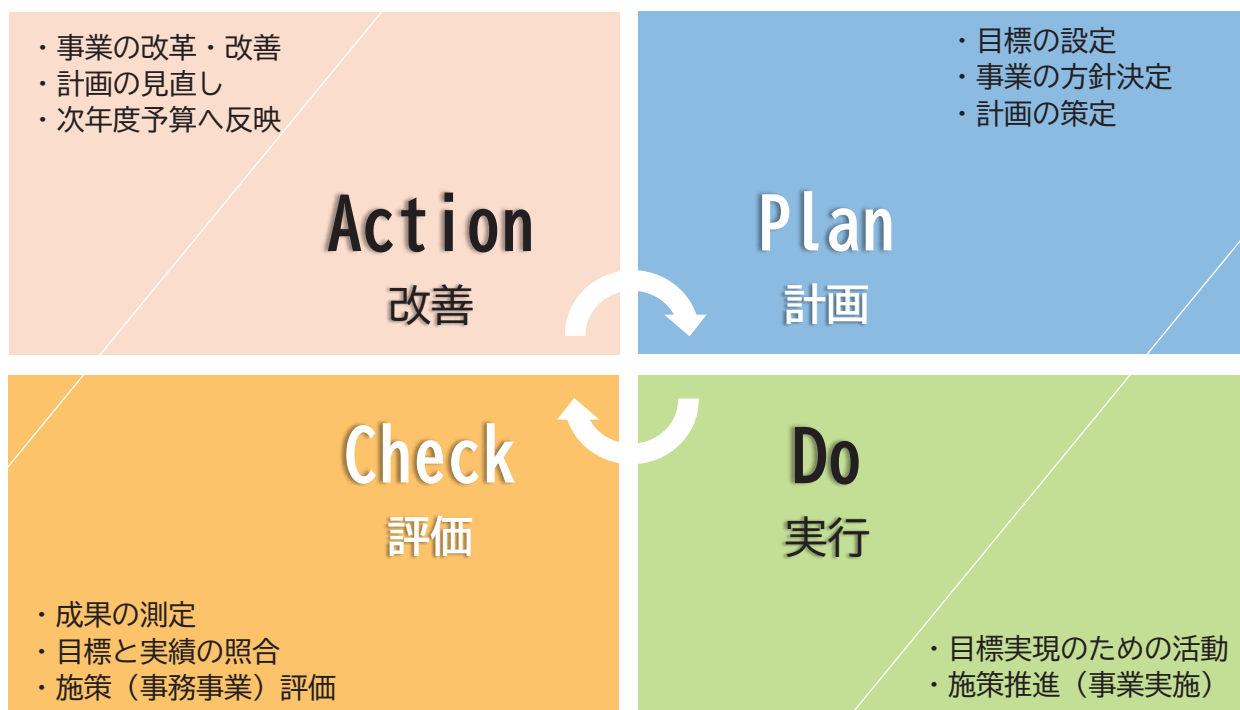 ・事業の改革・改善
・計画の見直し
・次年度予算へ反映
Action
改善
・目標の設定
・事業の方針決定
・計画の策定
Plan
計画
Check
評価
・成果の測定
・目標と実績の照合
・施策（事務事業）評価
Do
実行
・目標実現のための活動
・施策推進（事業実施）